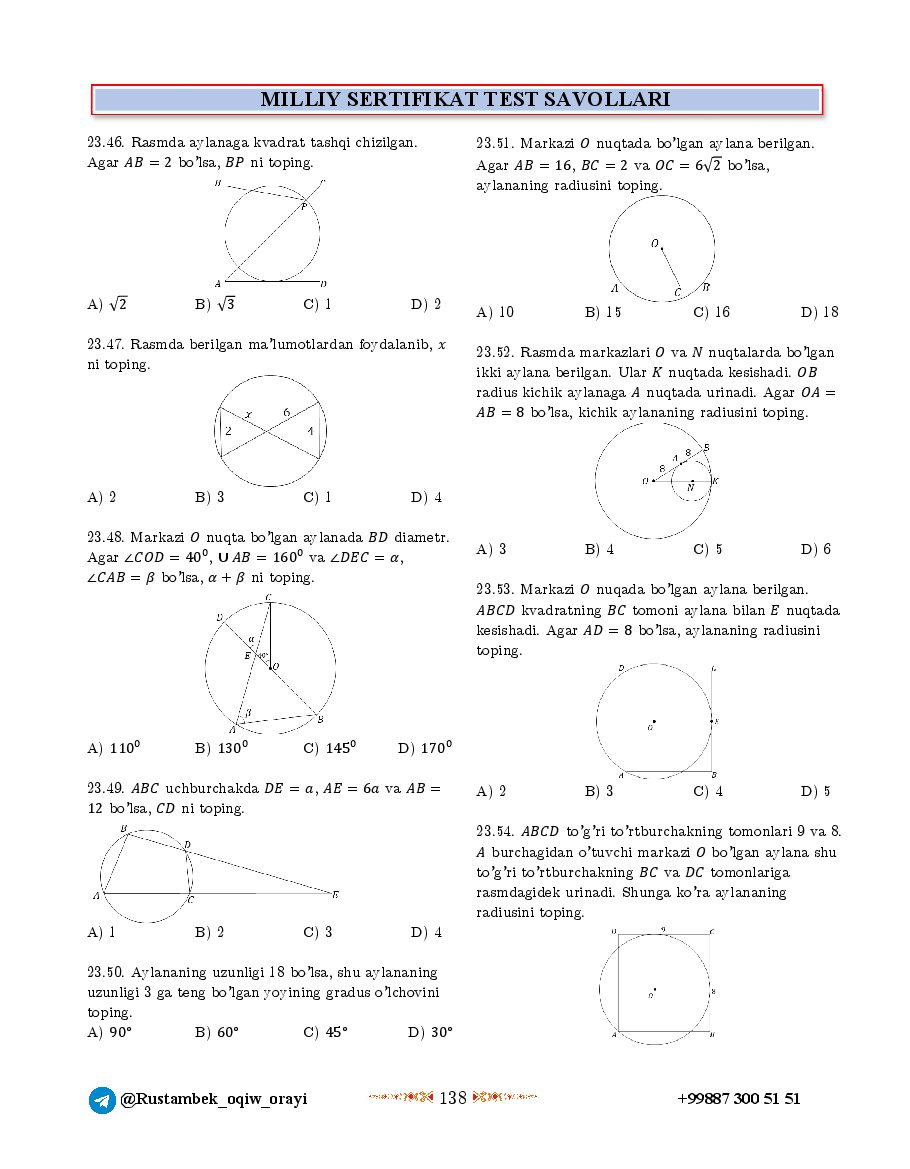 MILLIY SERTIFIKAT TEST SAVOLLARI
23.46. Rasmda aylanaga kvadrat tashqi chizilgan.
Agar AB = 2 bo'lsa, BP ni toping.
B C
P
A D
A) √2 B) √3 C) 1 D) 2
23.47. Rasmda berilgan ma'lumotlardan foydalanib, x
ni toping.
x 6
2 4
A) 2 B) 3 C) 1 D) 4
23.48. Markazi O nuqta bo'lgan aylanada BD diametr.
Agar ∠COD = 40⁰, ∪ AB = 160⁰ va ∠DEC = α,
∠CAB = β bo'lsa, α + β ni toping.
C
D
α
E 40⁰
O
β
A B
A) 110⁰ B) 130⁰ C) 145⁰ D) 170⁰
23.49. ABC uchburchakda DE = a, AE = 6a va AB =
12 bo'lsa, CD ni toping.
B
D
A C E
A) 1 B) 2 C) 3 D) 4
23.50. Aylananing uzunligi 18 bo'lsa, shu aylananing
uzunligi 3 ga teng bo'lgan yoyining gradus o'lchovini
toping.
A) 90° B) 60° C) 45° D) 30°
23.51. Markazi O nuqtada bo'lgan aylana berilgan.
Agar AB = 16, BC = 2 va OC = 6√2 bo'lsa,
aylananing radiusini toping.
O
A C B
A) 10 B) 15 C) 16 D) 18
23.52. Rasmda markazlari O va N nuqtalarda bo'lgan
ikki aylana berilgan. Ular K nuqtada kesishadi. OB
radius kichik aylanaga A nuqtada urinadi. Agar OA =
AB = 8 bo'lsa, kichik aylananing radiusini toping.
B
8
A
8
O N K
A) 3 B) 4 C) 5 D) 6
23.53. Markazi O nuqada bo'lgan aylana berilgan.
ABCD kvadratning BC tomoni aylana bilan E nuqtada
kesishadi. Agar AD = 8 bo'lsa, aylananing radiusini
toping.
D
O E
A B
A) 2 B) 3 C) 4 D) 5
23.54. ABCD to'g'ri to'rtburchakning tomonlari 9 va 8.
A burchagidan o'tuvchi markazi O bo'lgan aylana shu
to'g'ri to'rtburchakning BC va DC tomonlariga
rasmdagidek urinadi. Shunga ko'ra aylananing
radiusini toping.
D 9 C
O 8
A B
@Rustambek_oqiw_orayi 138 +99887 300 51 51